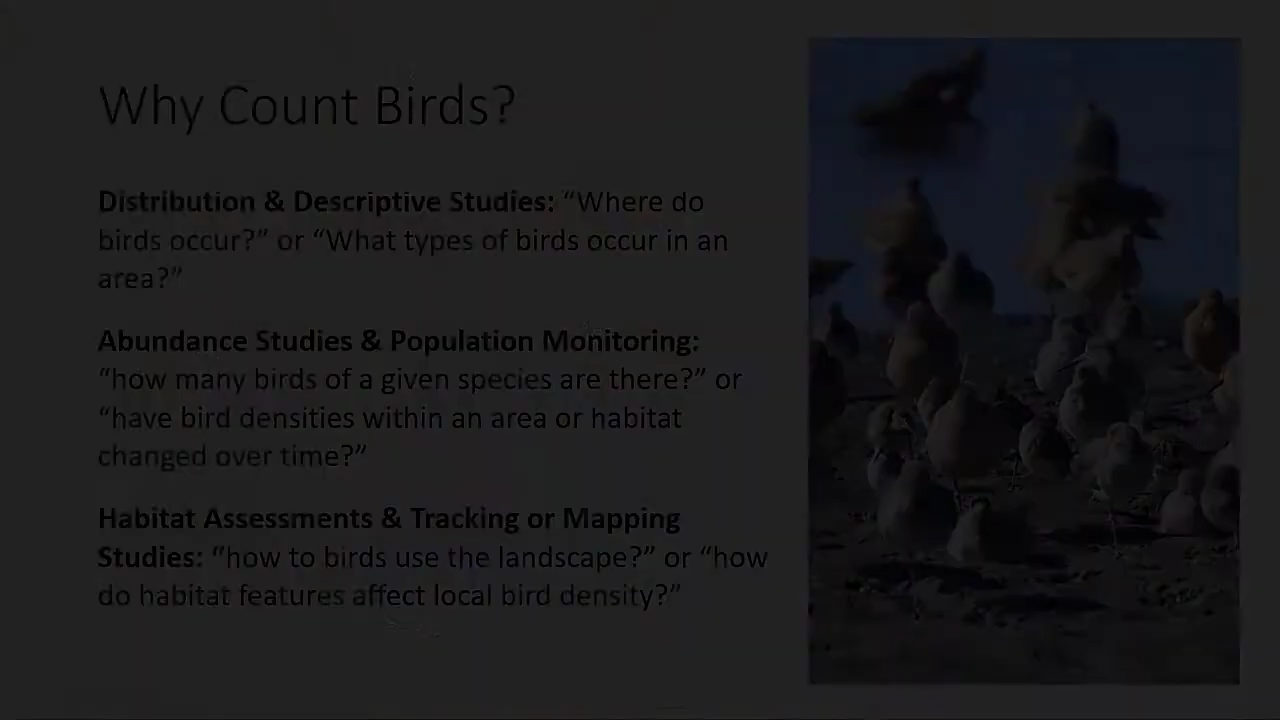 Why Count Birds?
Distribution & Descriptive Studies: “Where do
birds occur?” or “What types of birds occur in an
area?”
Abundance Studies & Population Monitoring:
“how many birds of a given species are there?” or
“have bird densities within an area or habitat
changed over time?”
Habitat Assessments & Tracking or Mapping
Studies: “how to birds use the landscape?” or “how
do habitat features affect local bird density?”